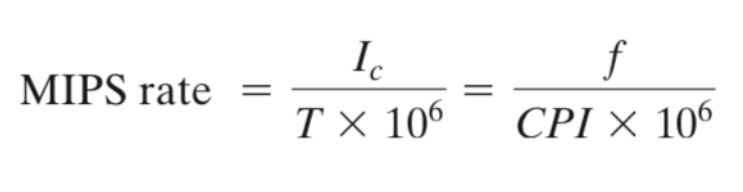 MIPS rate = I_c / (T × 10^6) = f / (CPI × 10^6)